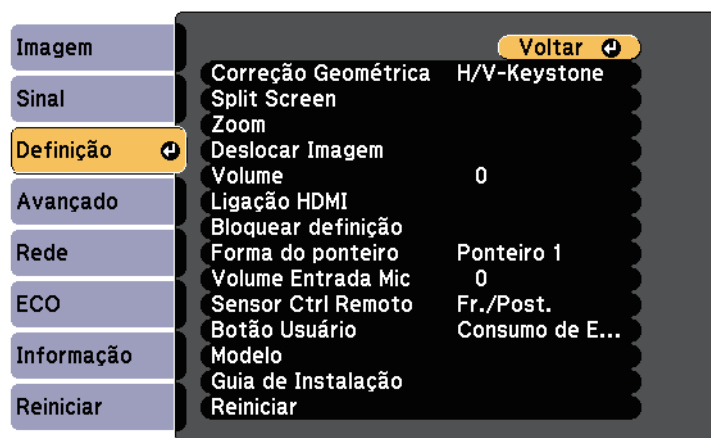 Imagem
Sinal
Definição
Avançado
Rede
ECO
Informação
Reiniciar
Voltar
Correção Geométrica H/V-Keystone
Split Screen
Zoom
Deslocar Imagem
Volume 0
Ligação HDMI
Bloquear definição
Forma do ponteiro Ponteiro 1
Volume Entrada Mic 0
Sensor Ctrl Remoto Fr./Post.
Botão Usuário Consumo de E...
Modelo
Guia de Instalação
Reiniciar